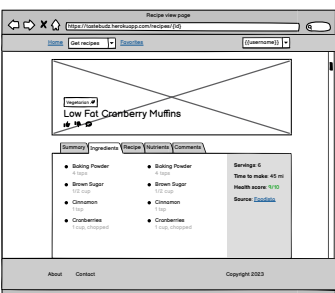 Recipe view page
https://tastebudz.herokuapp.com/recipes/{id}
Home Get recipes Favorites {{username}}
Vegetarian
Low Fat Cranberry Muffins
Summary Ingredients Recipe Nutrients Comments
Baking Powder
4 tsps
Brown Sugar
1/2 cup
Cinnamon
1 tsp
Cranberries
1 cup, chopped
Baking Powder
4 tsps
Brown Sugar
1/2 cup
Cinnamon
1 tsp
Cranberries
1 cup, chopped
Servings: 6
Time to make: 45 mi
Health score: 9/10
Source: Foodista
About Contact Copyright 2023